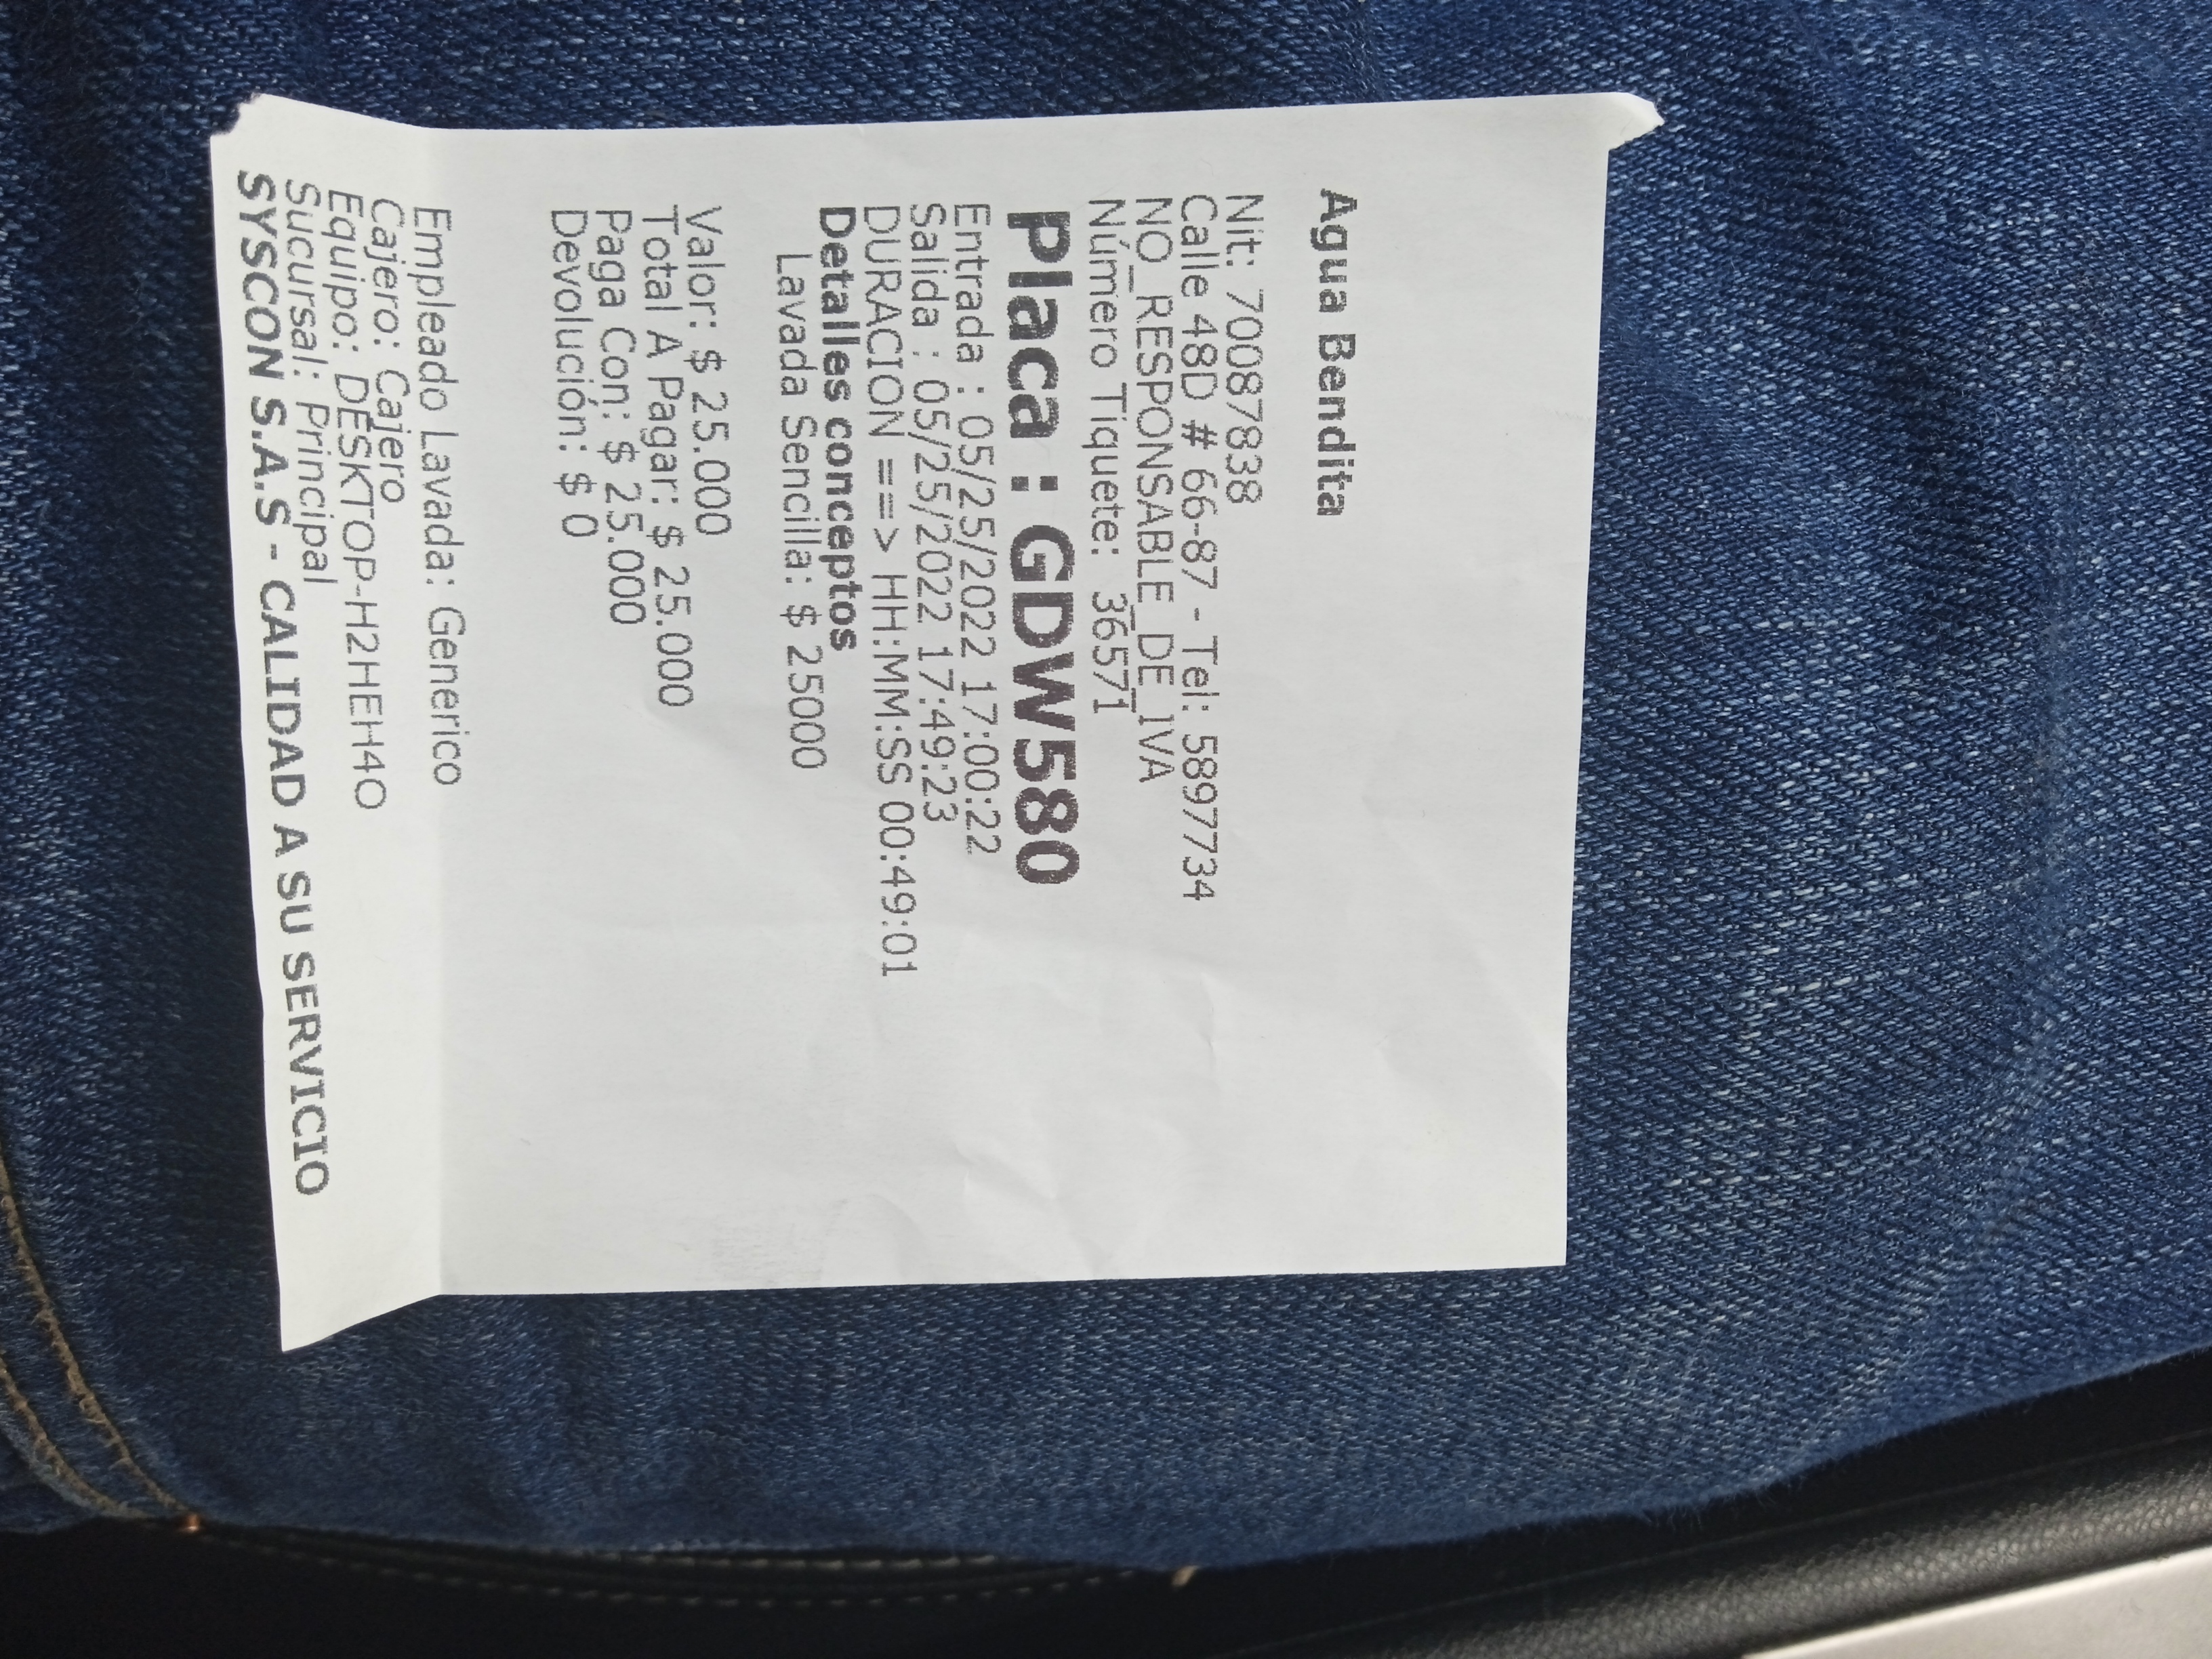 Agua Bendita
Nit: 70087838
Calle 48D # 66-87 - Tel: 5897734
NO_RESPONSABLE_DE_IVA
Número Tiquete: 36571
Placa : GDW580
Entrada : 05/25/2022 17:00:22
Salida : 05/25/2022 17:49:23
DURACION ==> HH:MM:SS 00:49:01
Detalles conceptos
Lavada Sencilla: $ 25000
Valor: $ 25.000
Total A Pagar: $ 25.000
Paga Con: $ 25.000
Devolución: $ 0
Empleado Lavada: Generico
Cajero: Cajero
Equipo: DESKTOP-H2HEH4O
Sucursal: Principal
SYSCON S.A.S - CALIDAD A SU SERVICIO